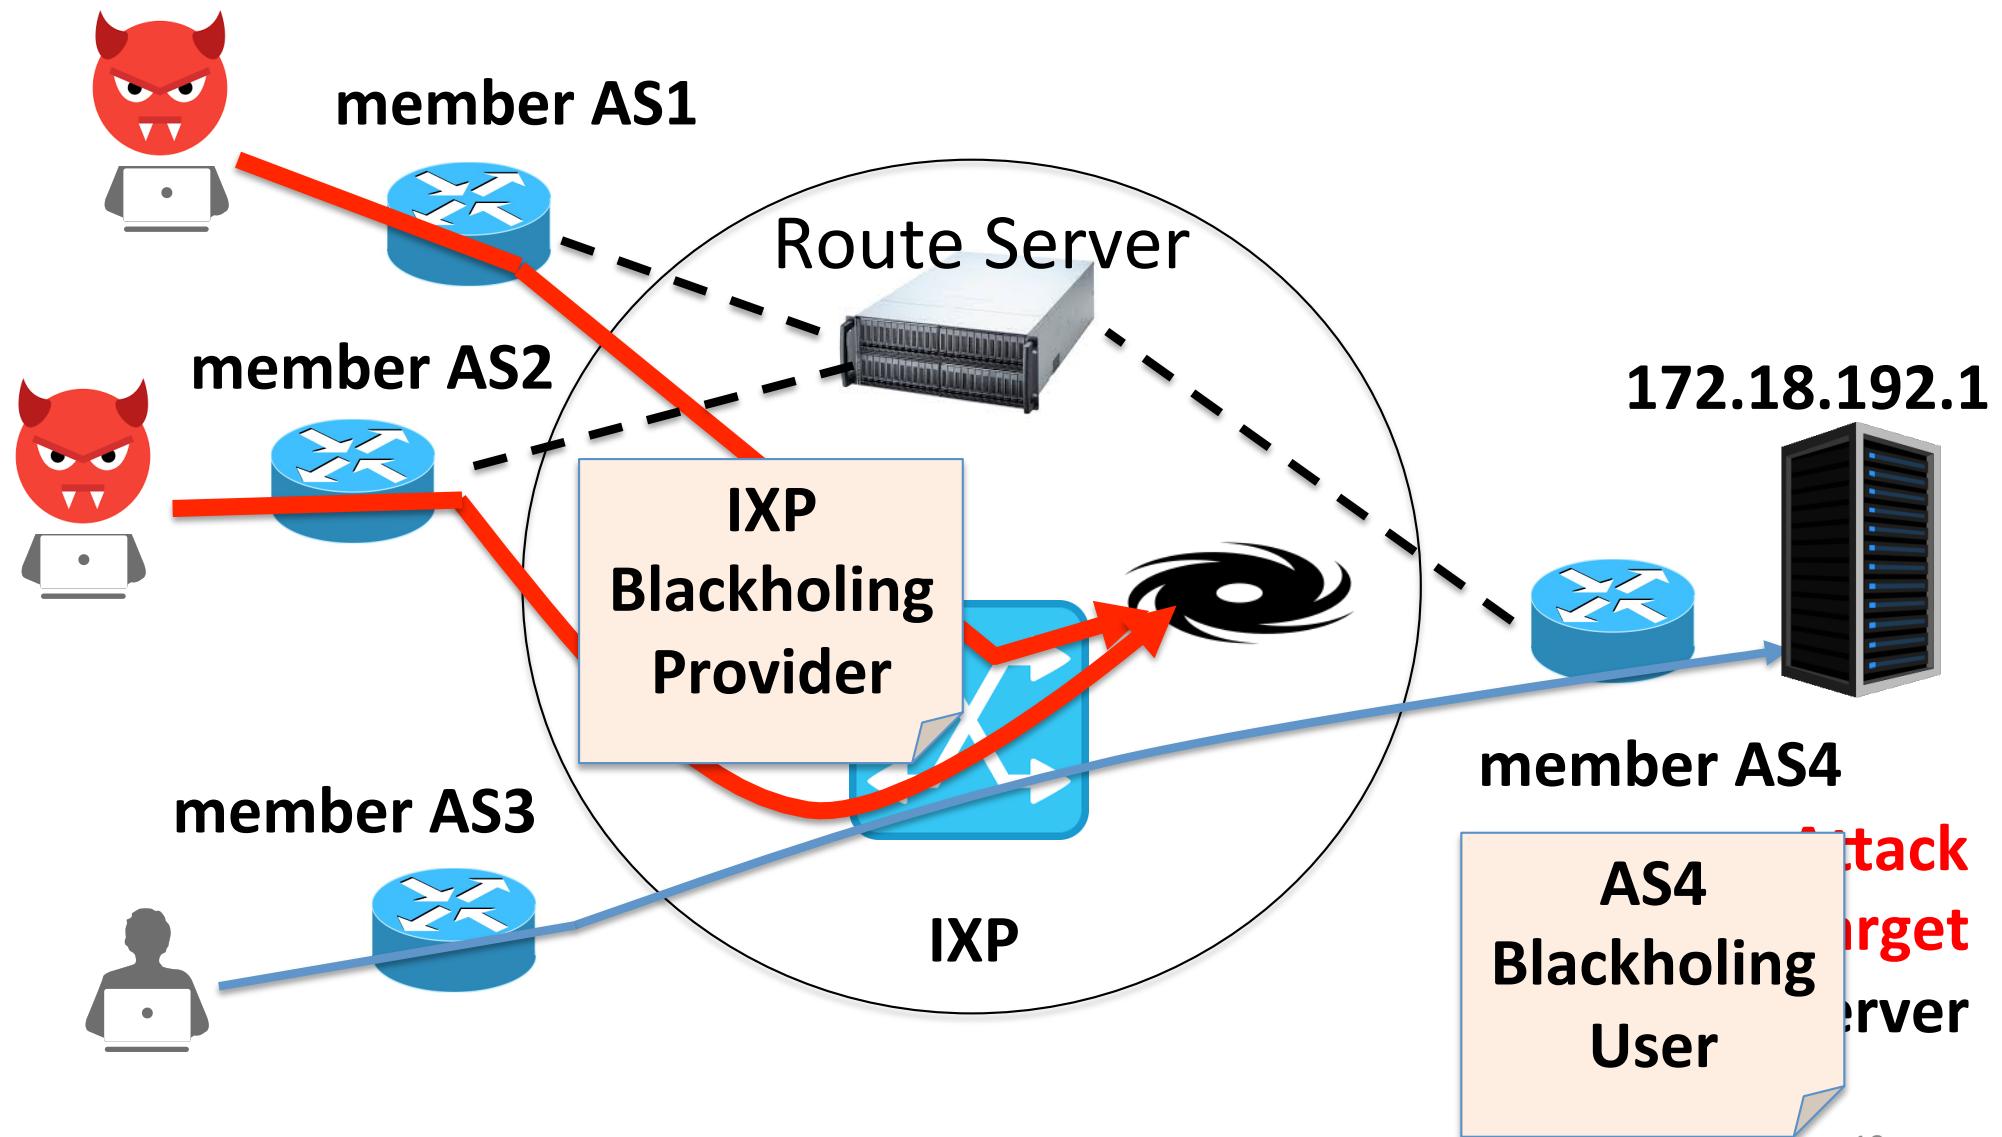 member AS1
Route Server
member AS2
172.18.192.1
IXP
Blackholing
Provider
member AS4
member AS3
AS4
Blackholing
User
IXP